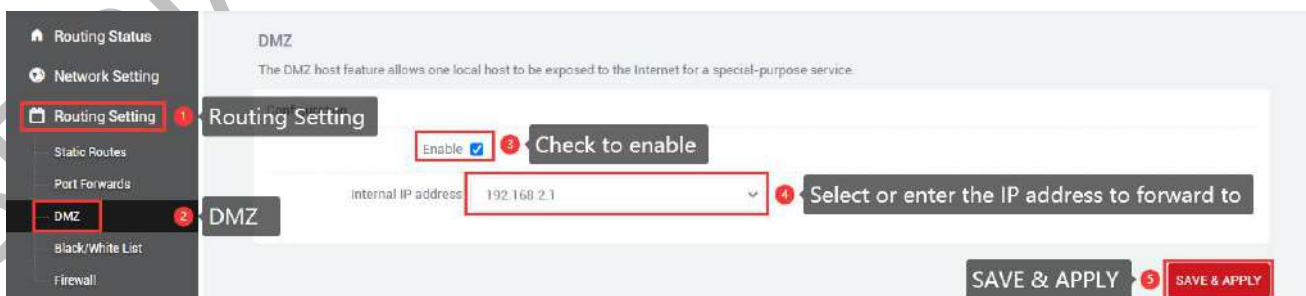 Routing Status
Network Setting
Routing Setting
1 Routing Setting
Static Routes
Port Forwards
DMZ
2 DMZ
Black/White List
Firewall
DMZ
The DMZ host feature allows one local host to be exposed to the Internet for a special-purpose service.
Enable
3 Check to enable
Internal IP address 192.168.2.1
4 Select or enter the IP address to forward to
SAVE & APPLY 5 SAVE & APPLY